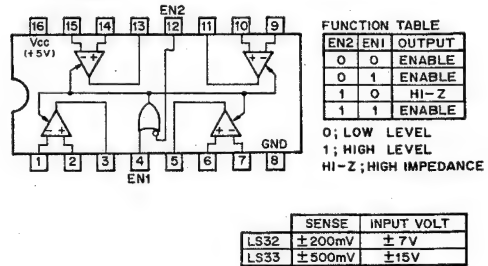 EN2
16 15 14 13 12 11 10 9
Vcc
(+5V)
- +
+ -
- +
+ -
GND
1 2 3 4 5 6 7 8
EN1
FUNCTION TABLE
EN2 EN1 OUTPUT
0 0 ENABLE
0 1 ENABLE
1 0 HI-Z
1 1 ENABLE
0; LOW LEVEL
1; HIGH LEVEL
HI-Z; HIGH IMPEDANCE
SENSE INPUT VOLT
LS32 ±200mV ±7V
LS33 ±500mV ±15V